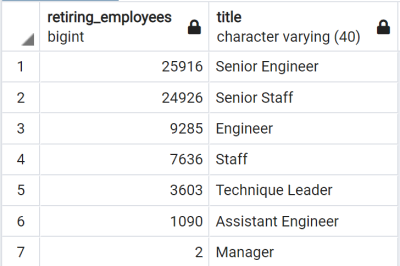 retiring_employees title
bigint character varying (40)
1 25916 Senior Engineer
2 24926 Senior Staff
3 9285 Engineer
4 7636 Staff
5 3603 Technique Leader
6 1090 Assistant Engineer
7 2 Manager